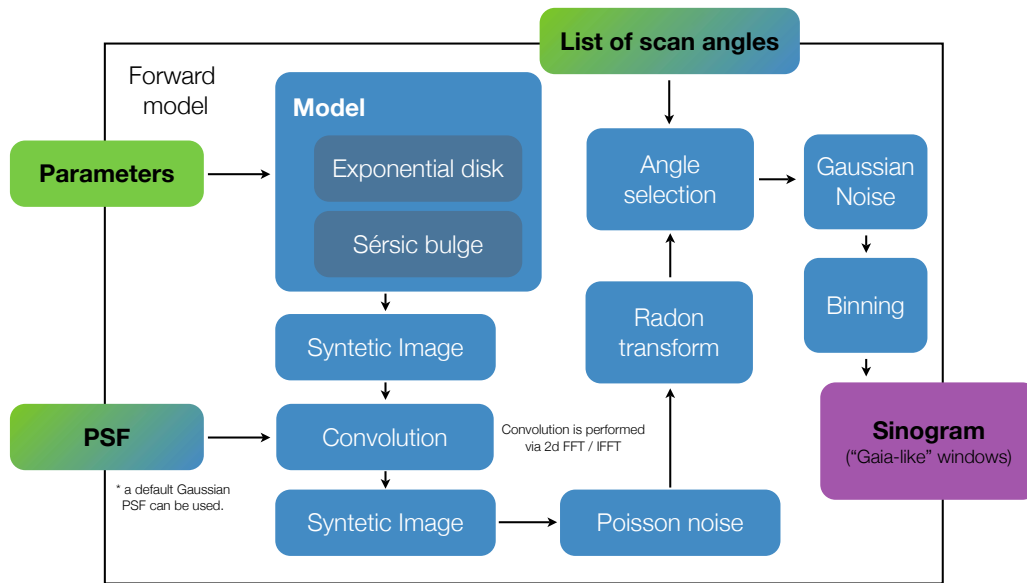 List of scan angles
Forward
model
Model
Exponential disk
Sérsic bulge
Parameters
Angle
selection
Gaussian
Noise
Syntetic Image
Radon
transform
Binning
PSF
Convolution
Convolution is performed
via 2d FFT / IFFT
Sinogram
("Gaia-like" windows)
* a default Gaussian
PSF can be used.
Syntetic Image
Poisson noise